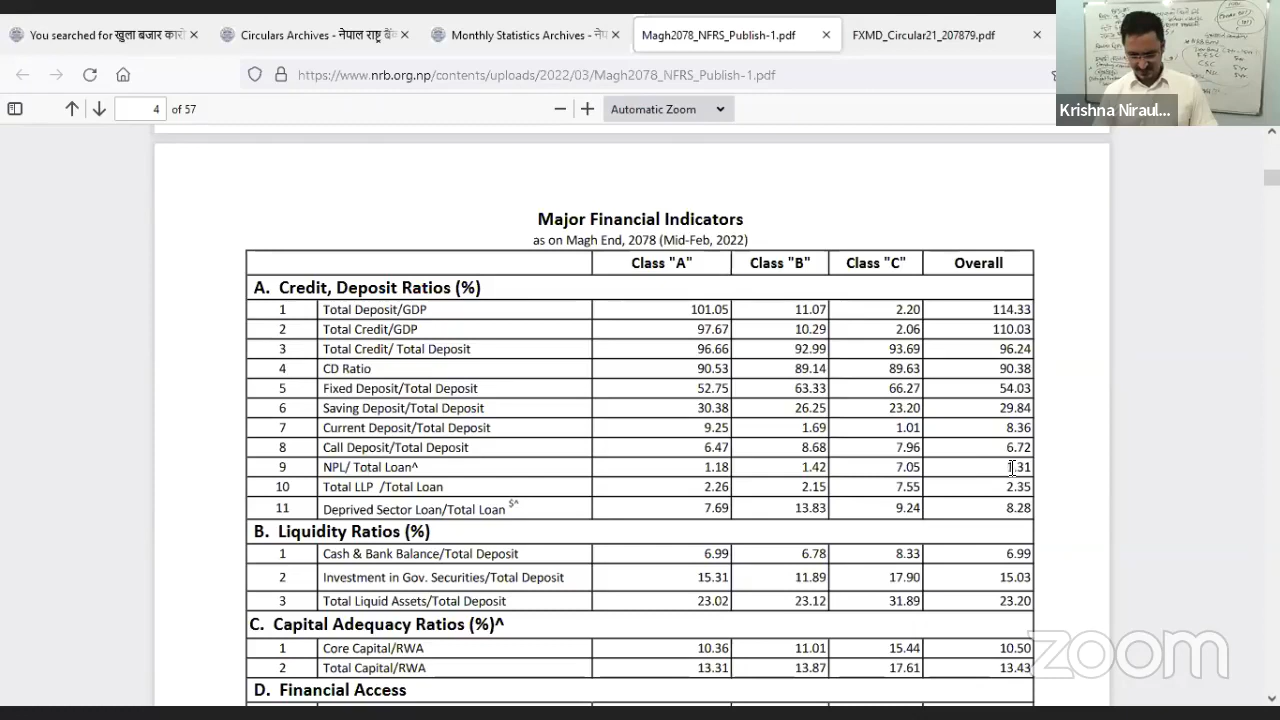 You searched for खुला बजार कारो
Circulars Archives - नेपाल राष्ट्र बैं
Monthly Statistics Archives - नेप
Magh2078_NFRS_Publish-1.pdf
FXMD_Circular21_207879.pdf
https://www.nrb.org.np/contents/uploads/2022/03/Magh2078_NFRS_Publish-1.pdf
4 of 57
Automatic Zoom
Krishna Niraul...
Major Financial Indicators
as on Magh End, 2078 (Mid-Feb, 2022)
Class "A" Class "B" Class "C" Overall
A. Credit, Deposit Ratios (%)
1 Total Deposit/GDP 101.05 11.07 2.20 114.33
2 Total Credit/GDP 97.67 10.29 2.06 110.03
3 Total Credit/ Total Deposit 96.66 92.99 93.69 96.24
4 CD Ratio 90.53 89.14 89.63 90.38
5 Fixed Deposit/Total Deposit 52.75 63.33 66.27 54.03
6 Saving Deposit/Total Deposit 30.38 26.25 23.20 29.84
7 Current Deposit/Total Deposit 9.25 1.69 1.01 8.36
8 Call Deposit/Total Deposit 6.47 8.68 7.96 6.72
9 NPL/ Total Loan^ 1.18 1.42 7.05 1.31
10 Total LLP /Total Loan 2.26 2.15 7.55 2.35
11 Deprived Sector Loan/Total Loan $^ 7.69 13.83 9.24 8.28
B. Liquidity Ratios (%)
1 Cash & Bank Balance/Total Deposit 6.99 6.78 8.33 6.99
2 Investment in Gov. Securities/Total Deposit 15.31 11.89 17.90 15.03
3 Total Liquid Assets/Total Deposit 23.02 23.12 31.89 23.20
C. Capital Adequacy Ratios (%)^
1 Core Capital/RWA 10.36 11.01 15.44 10.50
2 Total Capital/RWA 13.31 13.87 17.61 13.43
D. Financial Access
zoom